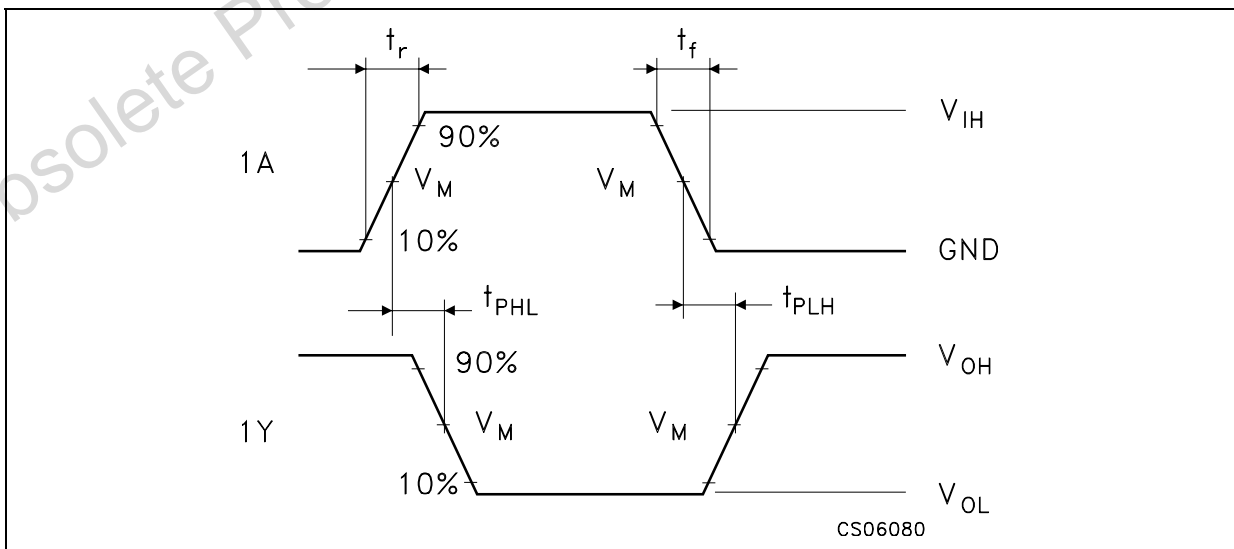 bsolete Pro
t_r
t_f
V_IH
90%
1A
V_M
V_M
10%
GND
t_PHL
t_PLH
90%
V_OH
1Y
V_M
V_M
10%
V_OL
CS06080